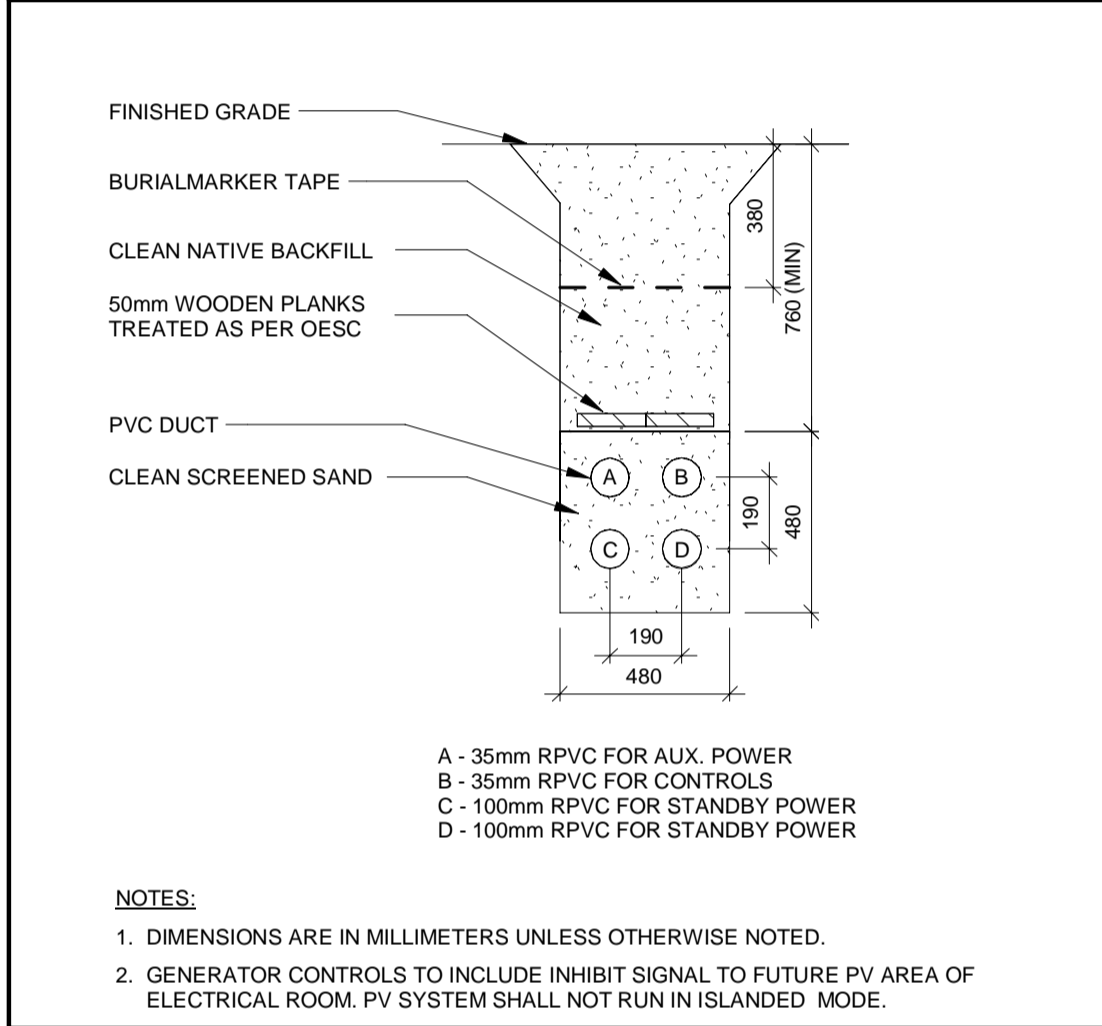 FINISHED GRADE
BURIALMARKER TAPE
CLEAN NATIVE BACKFILL
50mm WOODEN PLANKS
TREATED AS PER OESC
PVC DUCT
CLEAN SCREENED SAND
380
760 (MIN)
A
B
C
D
190
480
190
480
A - 35mm RPVC FOR AUX. POWER
B - 35mm RPVC FOR CONTROLS
C - 100mm RPVC FOR STANDBY POWER
D - 100mm RPVC FOR STANDBY POWER
NOTES:
1. DIMENSIONS ARE IN MILLIMETERS UNLESS OTHERWISE NOTED.
2. GENERATOR CONTROLS TO INCLUDE INHIBIT SIGNAL TO FUTURE PV AREA OF
ELECTRICAL ROOM. PV SYSTEM SHALL NOT RUN IN ISLANDED MODE.